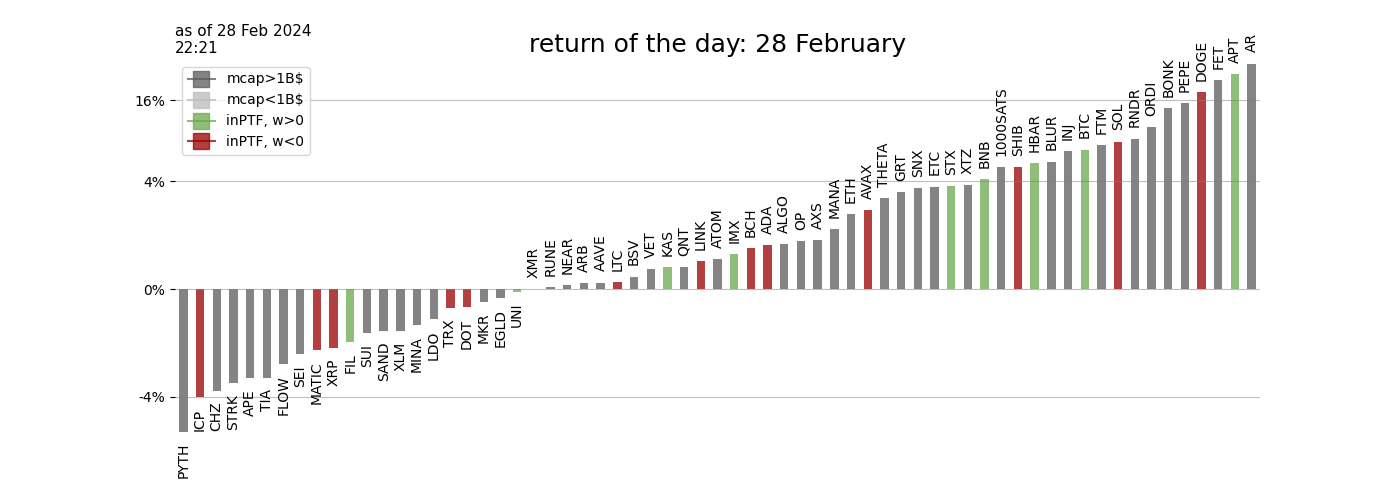 as of 28 Feb 2024
22:21
return of the day: 28 February
mcap>1B$
mcap<1B$
inPTF, w>0
inPTF, w<0
16%
4%
0%
-4%
PYTH
ICP
CHZ
STRK
APE
TIA
FLOW
SEI
MATIC
XRP
FIL
SUI
SAND
XLM
MINA
LDO
TRX
DOT
MKR
EGLD
UNI
XMR
RUNE
NEAR
ARB
AAVE
LTC
BSV
VET
KAS
QNT
LINK
ATOM
IMX
BCH
ADA
ALGO
OP
AXS
MANA
ETH
AVAX
THETA
GRT
SNX
ETC
STX
XTZ
BNB
1000SATS
SHIB
HBAR
BLUR
INJ
BTC
FTM
SOL
RNDR
ORDI
BONK
PEPE
DOGE
FET
APT
AR